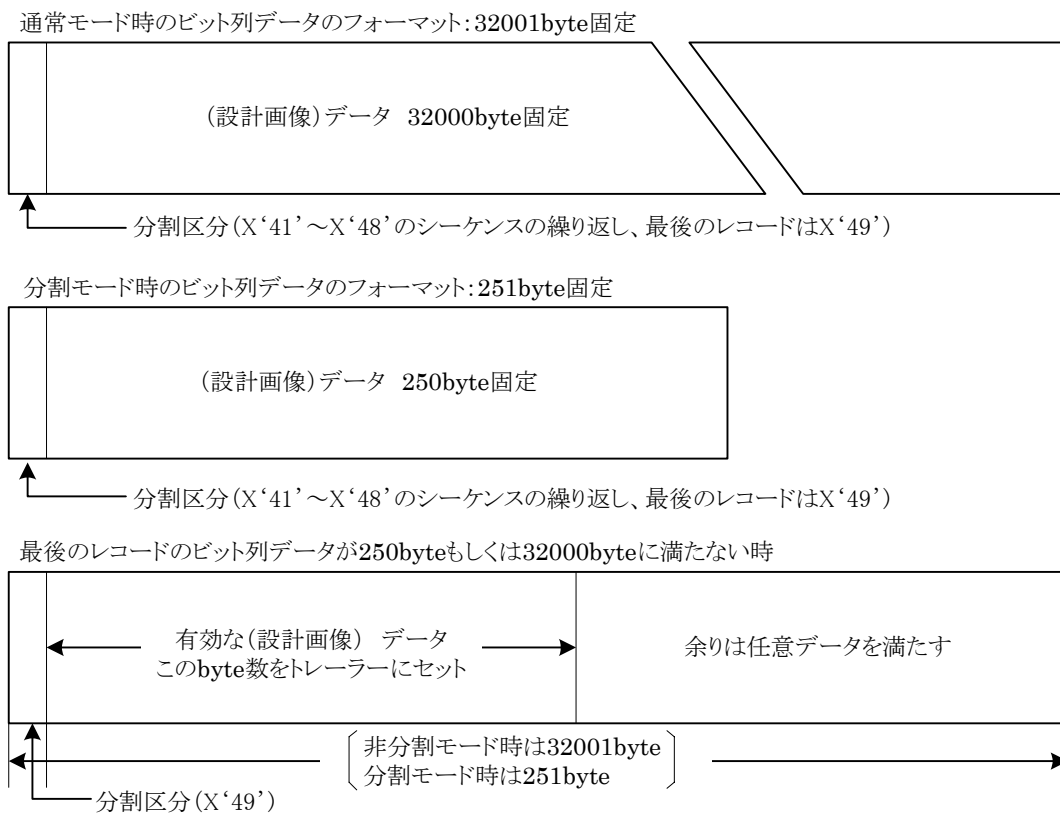 通常モード時のビット列データのフォーマット：32001byte固定
（設計画像）データ　32000byte固定
分割区分（X‘41’～X‘48’のシーケンスの繰り返し、最後のレコードはX‘49’）
分割モード時のビット列データのフォーマット：251byte固定
（設計画像）データ　250byte固定
分割区分（X‘41’～X‘48’のシーケンスの繰り返し、最後のレコードはX‘49’）
最後のレコードのビット列データが250byteもしくは32000byteに満たない時
有効な（設計画像）　データ
このbyte数をトレーラーにセット
余りは任意データを満たす
非分割モード時は32001byte
分割モード時は251byte
分割区分（X‘49’）